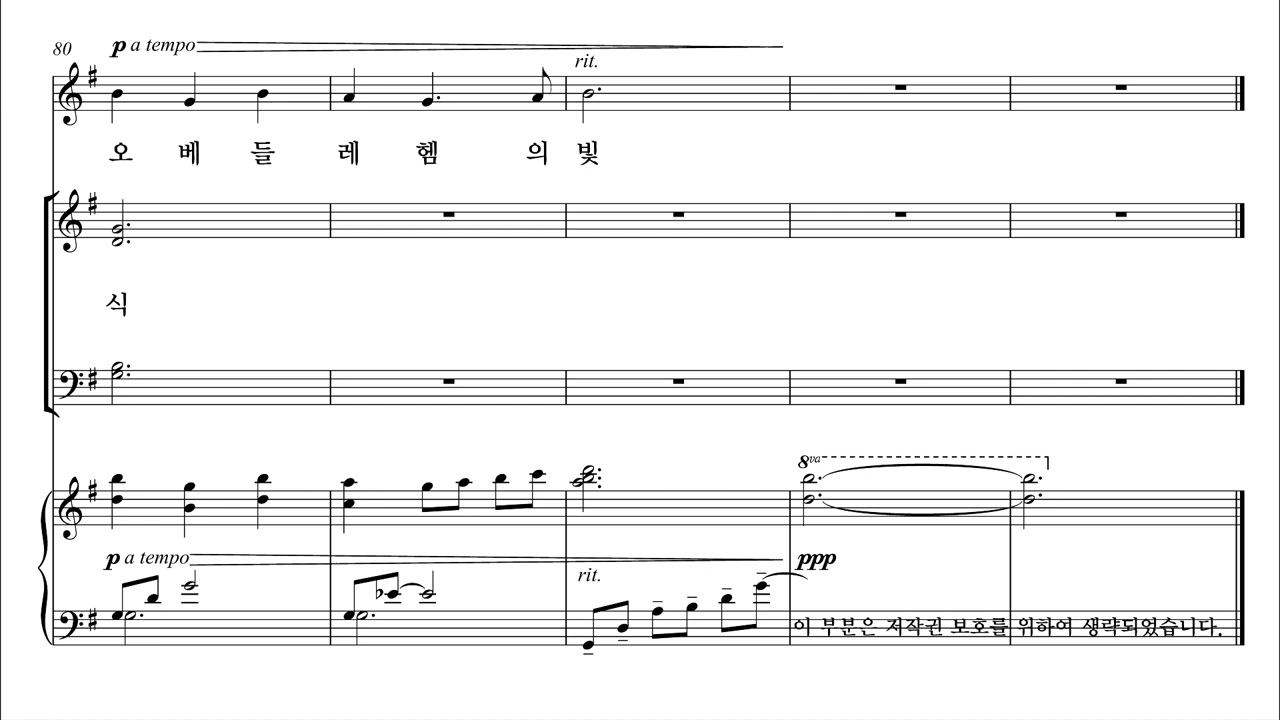 80
p a tempo
rit.
오 베 들 레 헴 의 빛
식
8va
p a tempo
rit.
ppp
이 부분은 저작권 보호를 위하여 생략되었습니다.